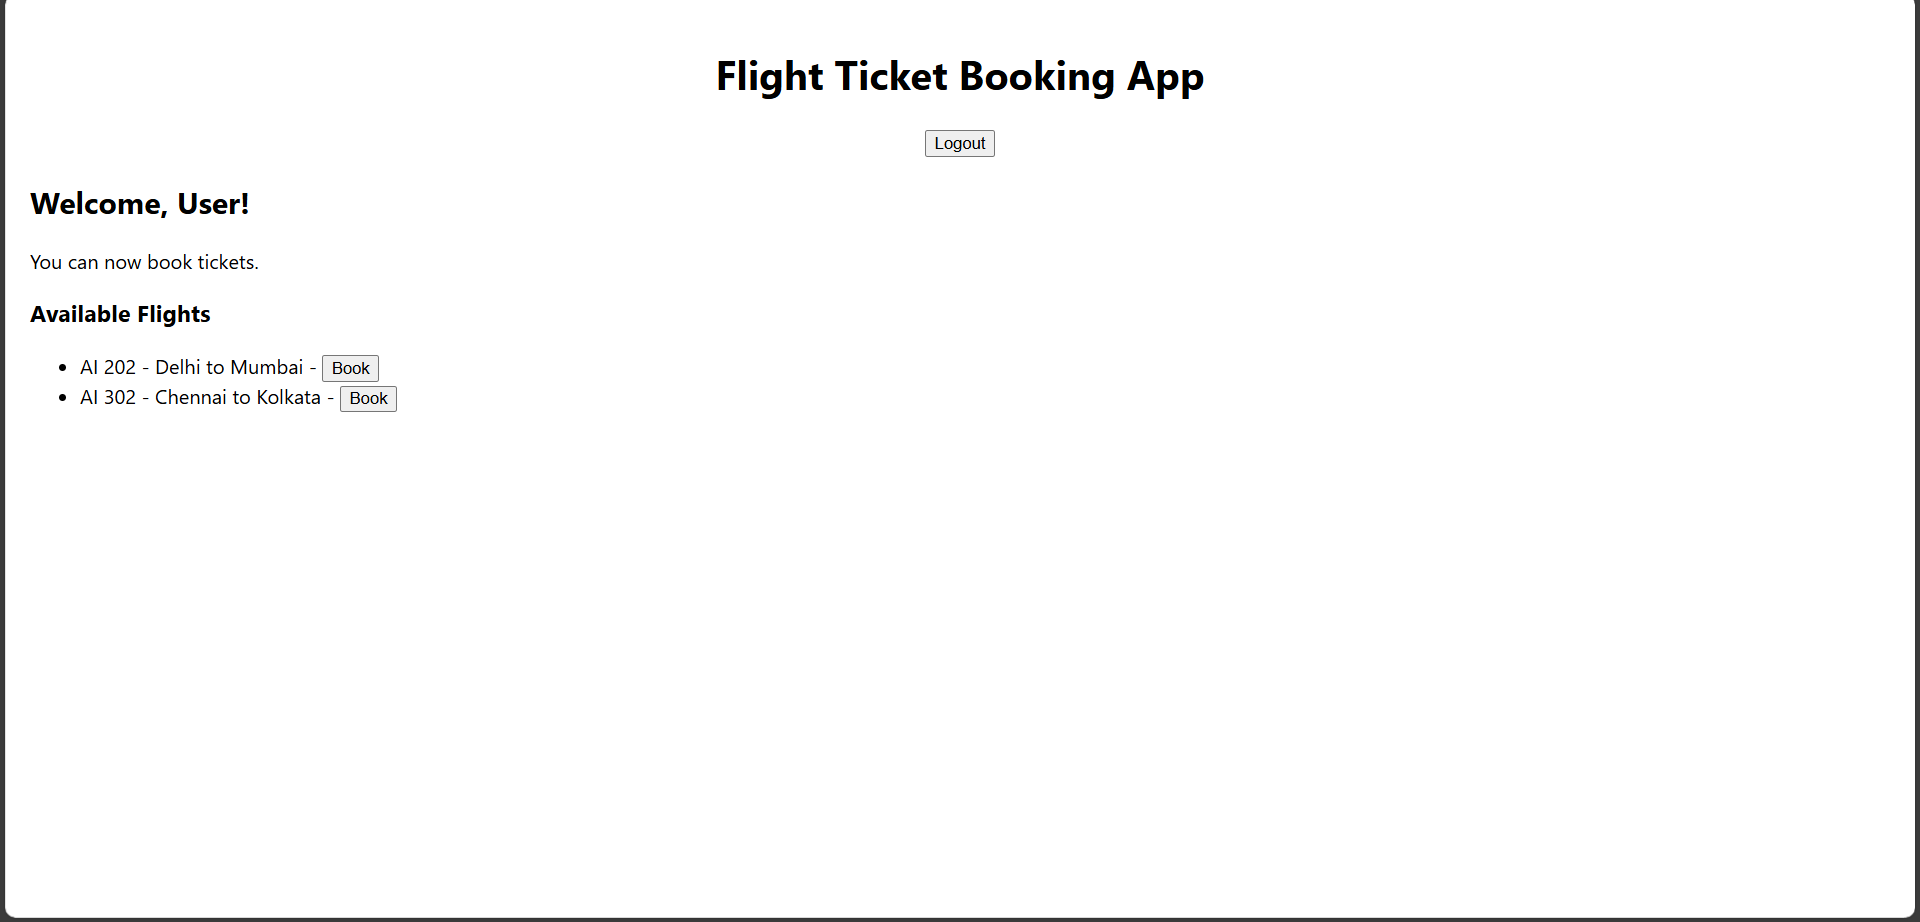 Flight Ticket Booking App
Logout
Welcome, User!
You can now book tickets.
Available Flights
AI 202 - Delhi to Mumbai - Book
AI 302 - Chennai to Kolkata - Book